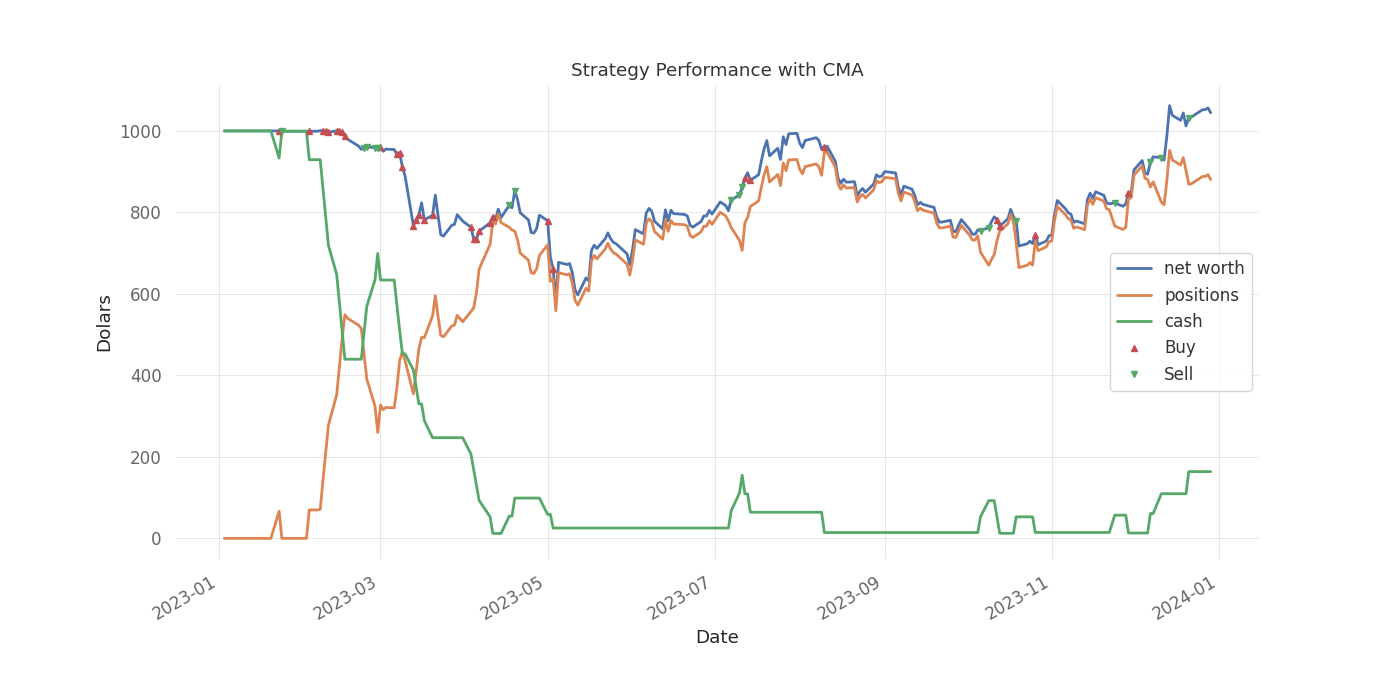 Strategy Performance with CMA
Dolars
1000
800
600
400
200
0
net worth
positions
cash
Buy
Sell
2023-01
2023-03
2023-05
2023-07
2023-09
2023-11
2024-01
Date